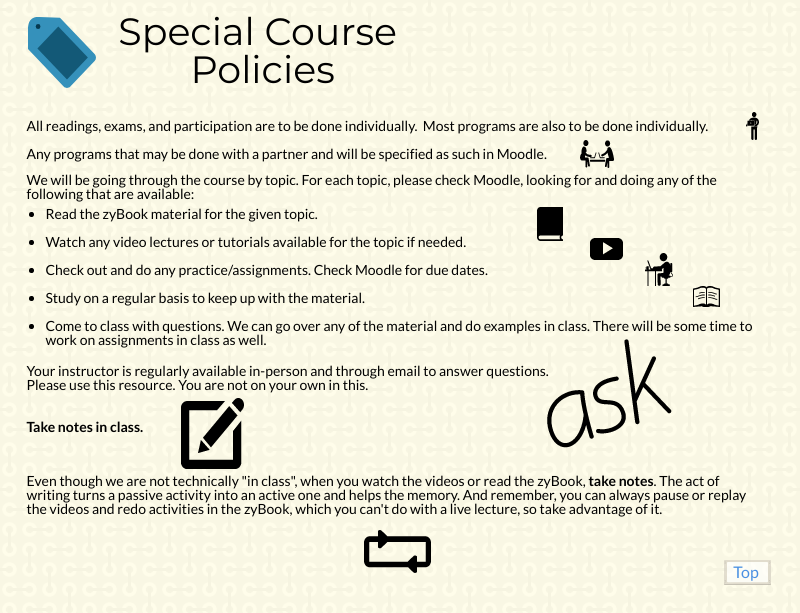 Special Course
Policies
All readings, exams, and participation are to be done individually.  Most programs are also to be done individually.
Any programs that may be done with a partner and will be specified as such in Moodle.
We will be going through the course by topic. For each topic, please check Moodle, looking for and doing any of the
following that are available:
• Read the zyBook material for the given topic.
• Watch any video lectures or tutorials available for the topic if needed.
• Check out and do any practice/assignments. Check Moodle for due dates.
• Study on a regular basis to keep up with the material.
• Come to class with questions. We can go over any of the material and do examples in class. There will be some time to
work on assignments in class as well.
Your instructor is regularly available in-person and through email to answer questions.
Please use this resource. You are not on your own in this.
ask
Take notes in class.
Even though we are not technically "in class", when you watch the videos or read the zyBook, take notes. The act of
writing turns a passive activity into an active one and helps the memory. And remember, you can always pause or replay
the videos and redo activities in the zyBook, which you can't do with a live lecture, so take advantage of it.
Top